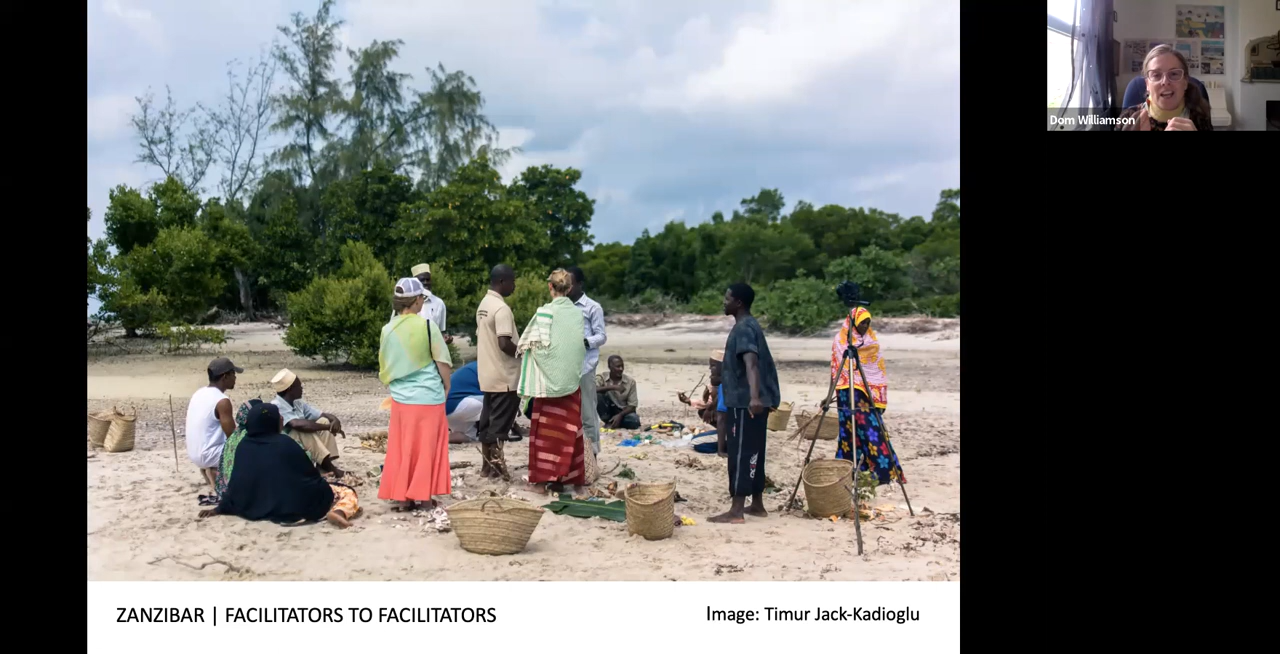 Dom Williamson
ZANZIBAR | FACILITATORS TO FACILITATORS
Image: Timur Jack-Kadioglu